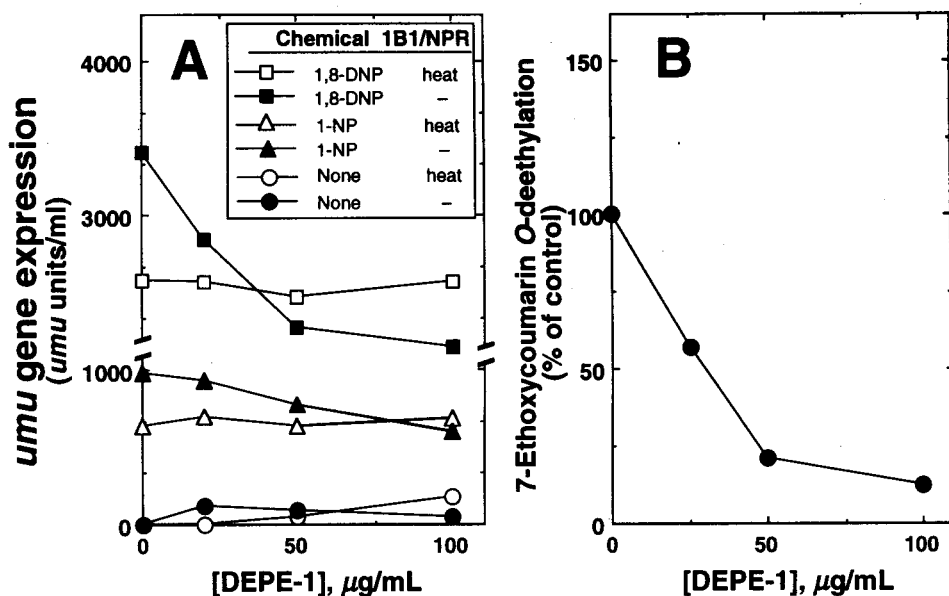 A
Chemical 1B1/NPR
1,8-DNP heat
1,8-DNP –
1-NP heat
1-NP –
None heat
None –
4000
3000
1000
0
umu gene expression
(umu units/ml)
0 50 100
[DEPE-1], μg/mL
B
150
100
50
0
7-Ethoxycoumarin O-deethylation
(% of control)
0 50 100
[DEPE-1], μg/mL